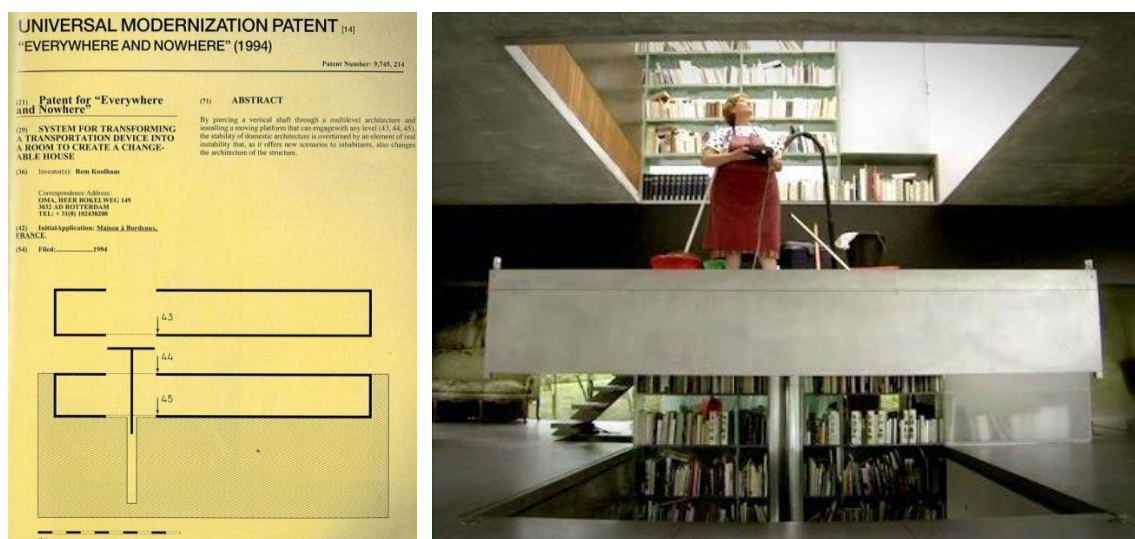 UNIVERSAL MODERNIZATION PATENT [14]
"EVERYWHERE AND NOWHERE" (1994)
Patent Number: 9,745, 214
(21) Patent for "Everywhere
and Nowhere"
(29) SYSTEM FOR TRANSFORMING
A TRANSPORTATION DEVICE INTO
A ROOM TO CREATE A CHANGE-
ABLE HOUSE
(36) Inventor(s): Rem Koolhaas
Correspondence Address:
OMA, HEER BOKELWEG 149
3032 AD ROTTERDAM
TEL: + 31(0) 102438200
(42) InitialApplication: Maison à Bordeaux,
FRANCE
(54) Filed:......................1994
(71) ABSTRACT
By piercing a vertical shaft through a multilevel architecture and
installing a moving platform that can engagewith any level (43, 44, 45),
the stability of domestic architecture is overturned by an element of real
instability that, as it offers new scenarios to inhabitants, also changes
the architecture of the structure.
43
44
45